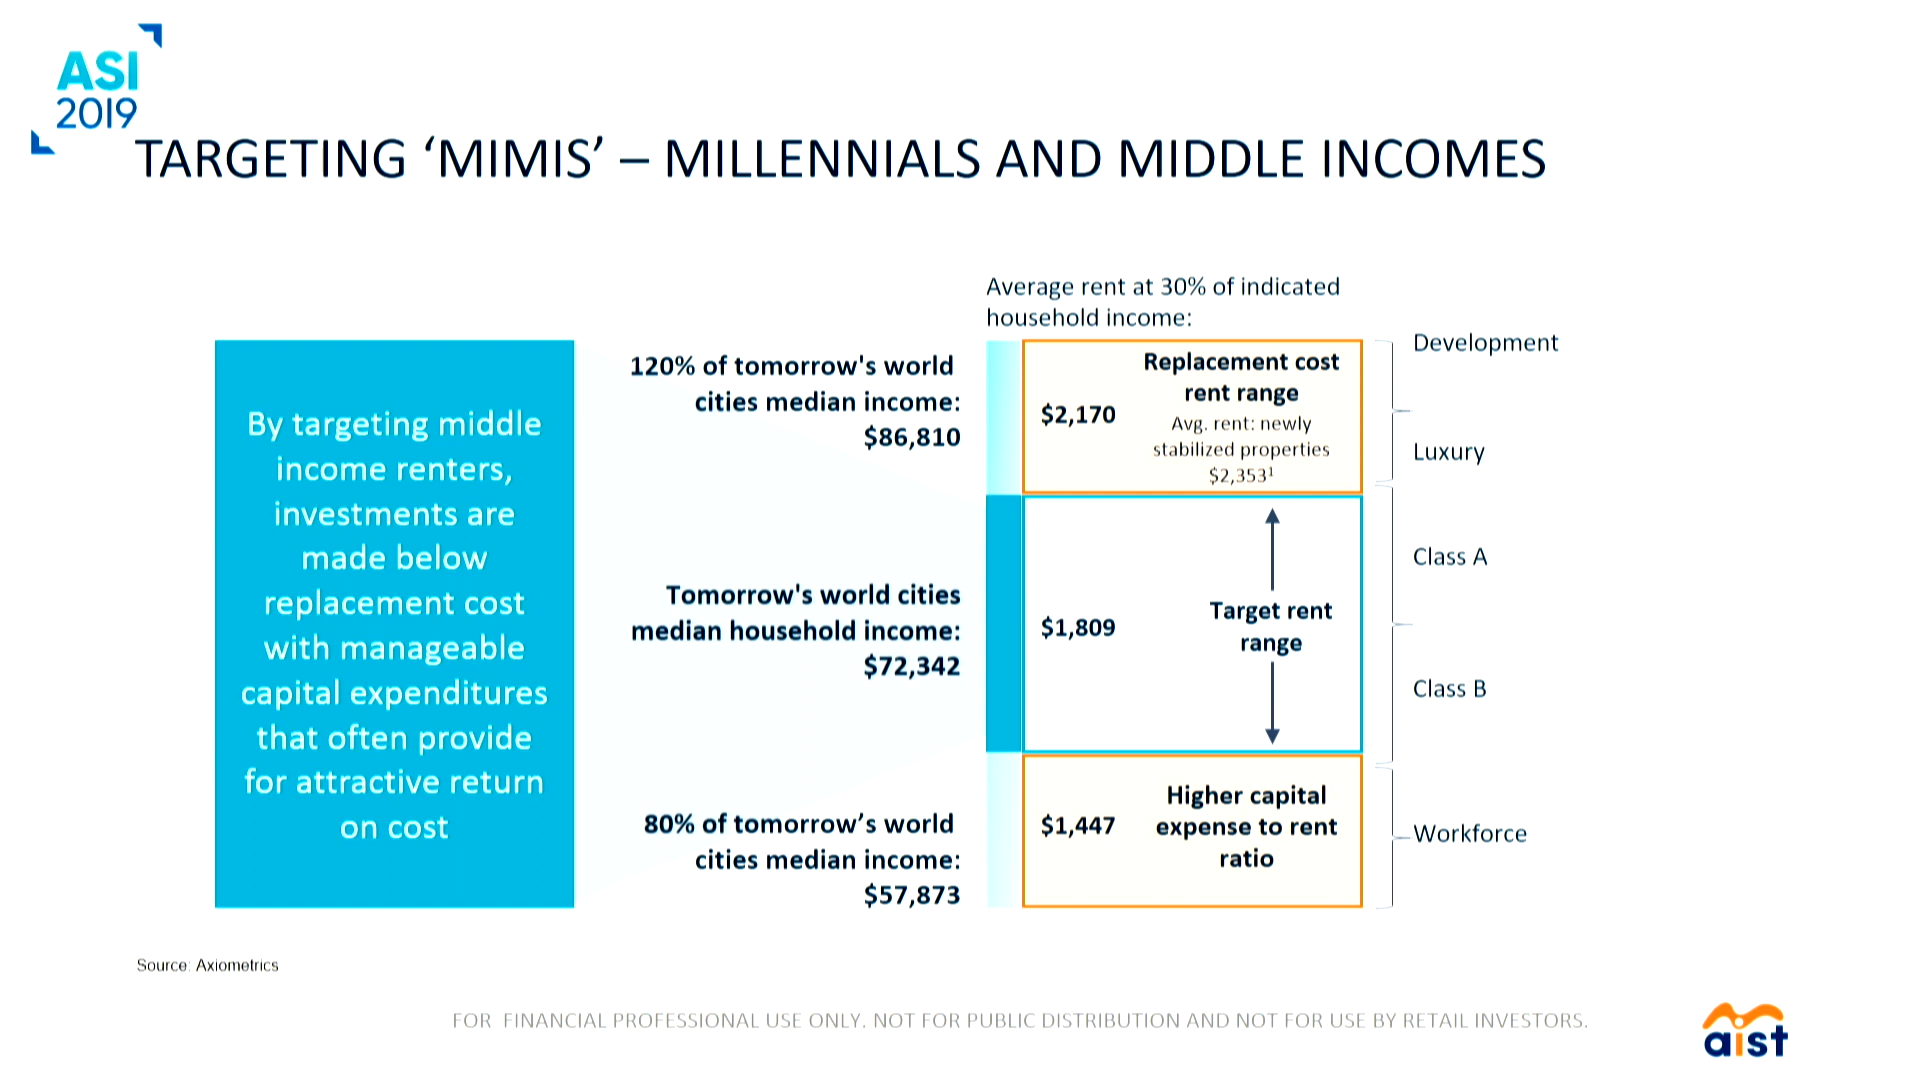 ASI
2019
TARGETING ‘MIMIS’ – MILLENNIALS AND MIDDLE INCOMES
By targeting middle
income renters,
investments are
made below
replacement cost
with manageable
capital expenditures
that often provide
for attractive return
on cost
120% of tomorrow's world
cities median income:
$86,810
Tomorrow's world cities
median household income:
$72,342
80% of tomorrow’s world
cities median income:
$57,873
Average rent at 30% of indicated
household income:
$2,170
Replacement cost
rent range
Avg. rent: newly
stabilized properties
$2,353¹
$1,809
Target rent
range
$1,447
Higher capital
expense to rent
ratio
Development
Luxury
Class A
Class B
Workforce
Source: Axiometrics
FOR FINANCIAL PROFESSIONAL USE ONLY. NOT FOR PUBLIC DISTRIBUTION AND NOT FOR USE BY RETAIL INVESTORS.
aist